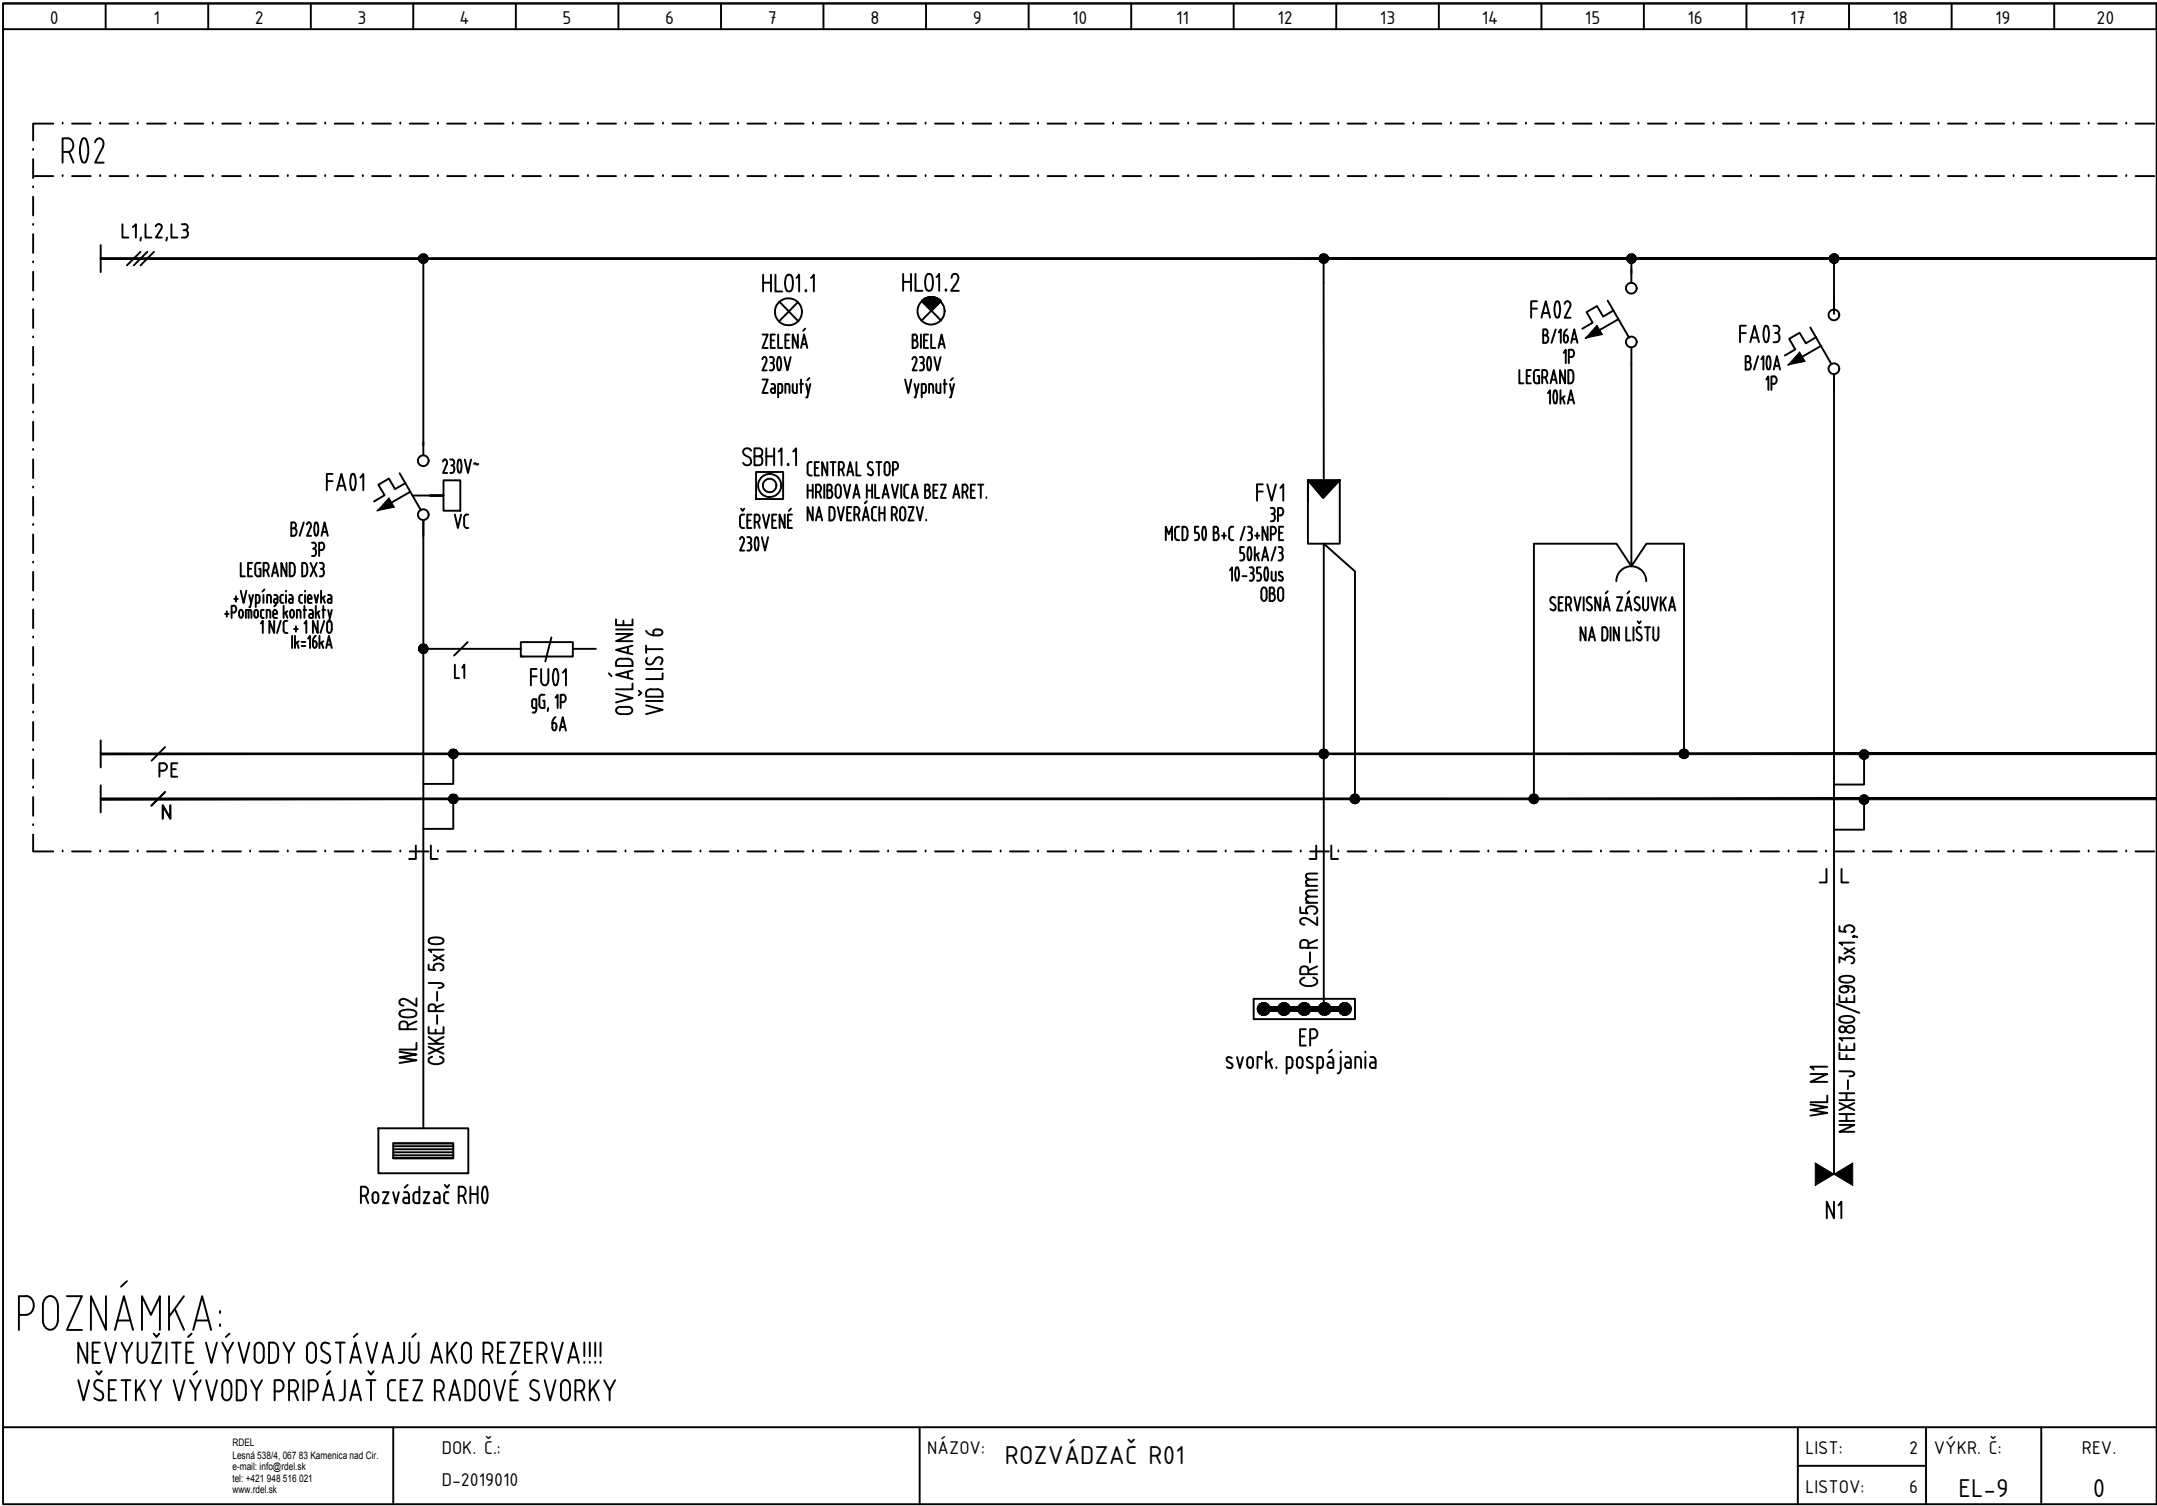 0 1 2 3 4 5 6 7 8 9 10 11 12 13 14 15 16 17 18 19 20
R02
L1,L2,L3
HL01.1
ZELENÁ
230V
Zapnutý
HL01.2
BIELA
230V
Vypnutý
FA02
B/16A
1P
LEGRAND
10kA
FA03
B/10A
1P
FA01
230V~
VC
B/20A
3P
LEGRAND DX3
+Vypínacia cievka
+Pomocné kontakty
1 N/C + 1 N/O
Ik=16kA
SBH1.1
CENTRAL STOP
HRIBOVA HLAVICA BEZ ARET.
NA DVERÁCH ROZV.
ČERVENÉ
230V
FV1
3P
MCD 50 B+C /3+NPE
50kA/3
10-350us
OBO
SERVISNÁ ZÁSUVKA
NA DIN LIŠTU
L1
FU01
gG, 1P
6A
OVLÁDANIE
VIĎ LIST 6
PE
N
WL R02
CXKE-R-J 5x10
Rozvádzač RH0
CR-R 25mm
EP
svork. pospájania
WL N1
NHXH-J FE180/E90 3x1,5
N1
POZNÁMKA:
NEVYUŽITÉ VÝVODY OSTÁVAJÚ AKO REZERVA!!!!
VŠETKY VÝVODY PRIPÁJAŤ CEZ RADOVÉ SVORKY
RDEL
Lesná 538/4, 067 83 Kamenica nad Cir.
e-mail: info@rdel.sk
tel: +421 948 516 021
www.rdel.sk
DOK. Č.:
D-2019010
NÁZOV: ROZVÁDZAČ R01
LIST: 2
LISTOV: 6
VÝKR. Č:
EL-9
REV.
0